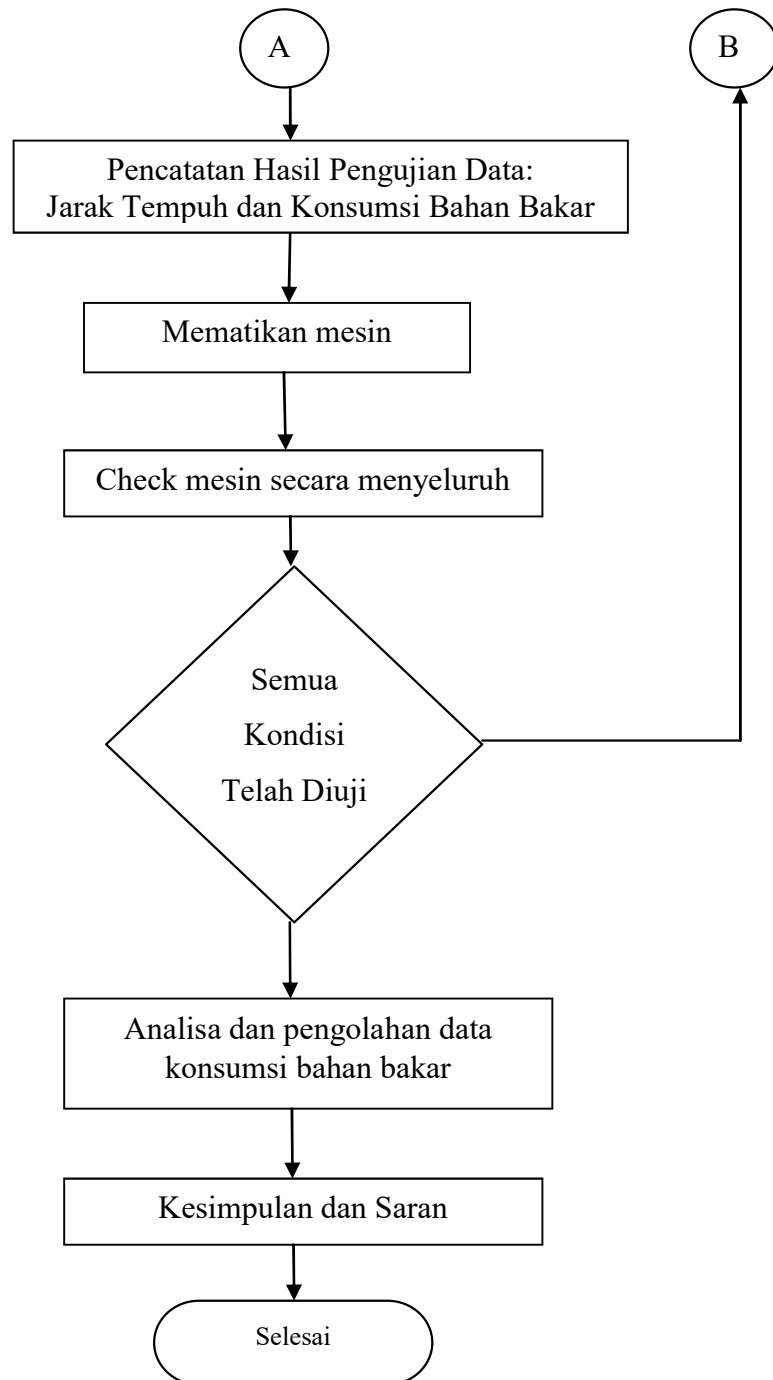 A
B
Pencatatan Hasil Pengujian Data:
Jarak Tempuh dan Konsumsi Bahan Bakar
Mematikan mesin
Check mesin secara menyeluruh
Semua
Kondisi
Telah Diuji
Analisa dan pengolahan data
konsumsi bahan bakar
Kesimpulan dan Saran
Selesai